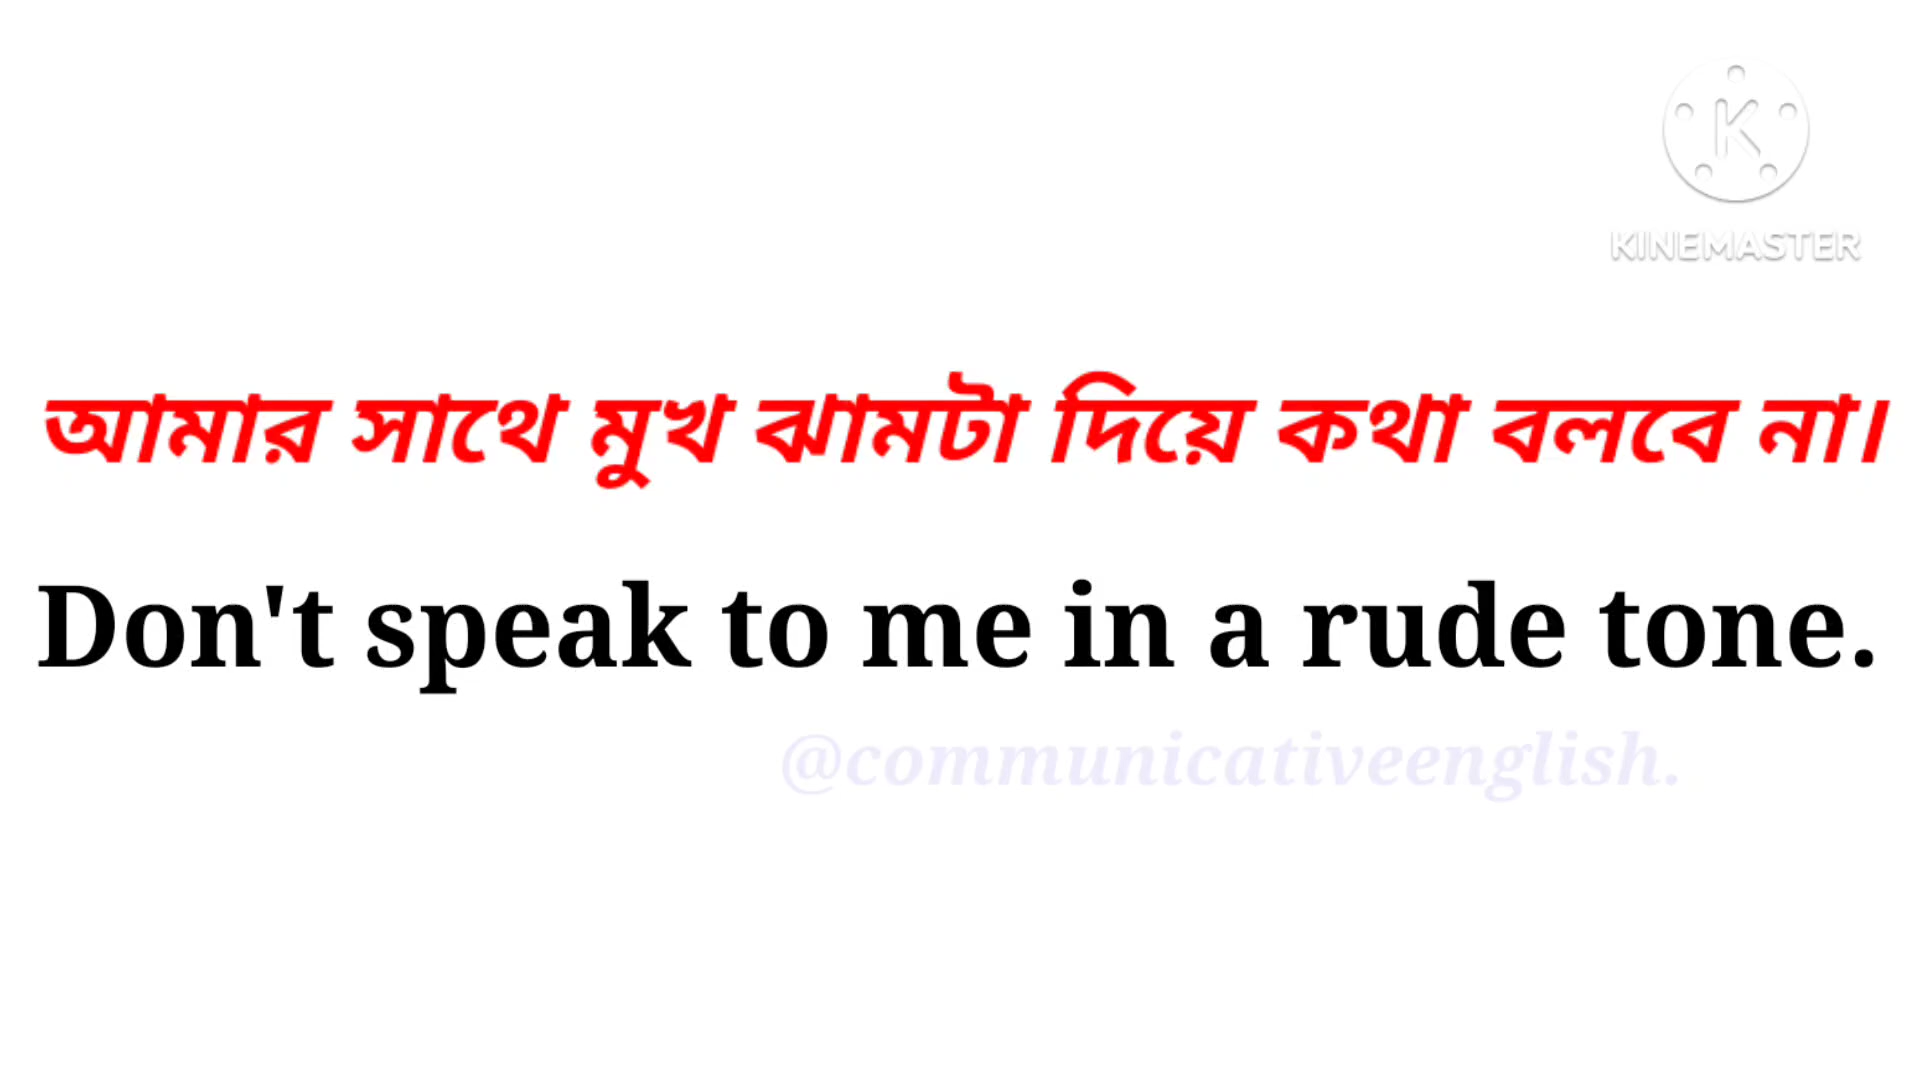 KINEMASTER
আমার সাথে মুখ ঝামটা দিয়ে কথা বলবে না।
Don't speak to me in a rude tone.
@communicativeenglish.